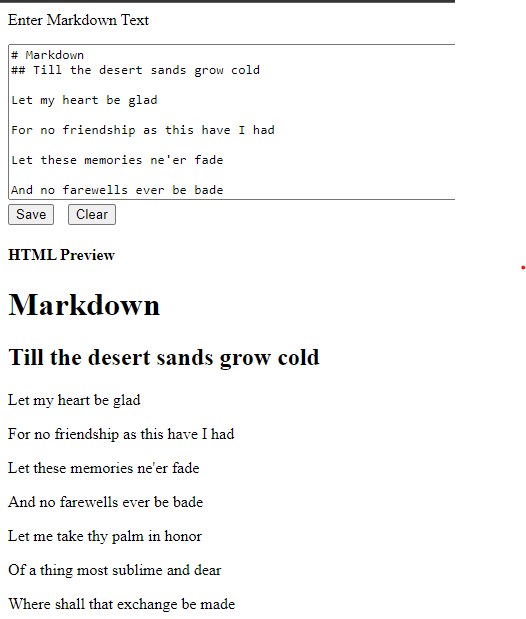 Enter Markdown Text
# Markdown
## Till the desert sands grow cold
Let my heart be glad
For no friendship as this have I had
Let these memories ne'er fade
And no farewells ever be bade
Save Clear
HTML Preview
Markdown
Till the desert sands grow cold
Let my heart be glad
For no friendship as this have I had
Let these memories ne'er fade
And no farewells ever be bade
Let me take thy palm in honor
Of a thing most sublime and dear
Where shall that exchange be made